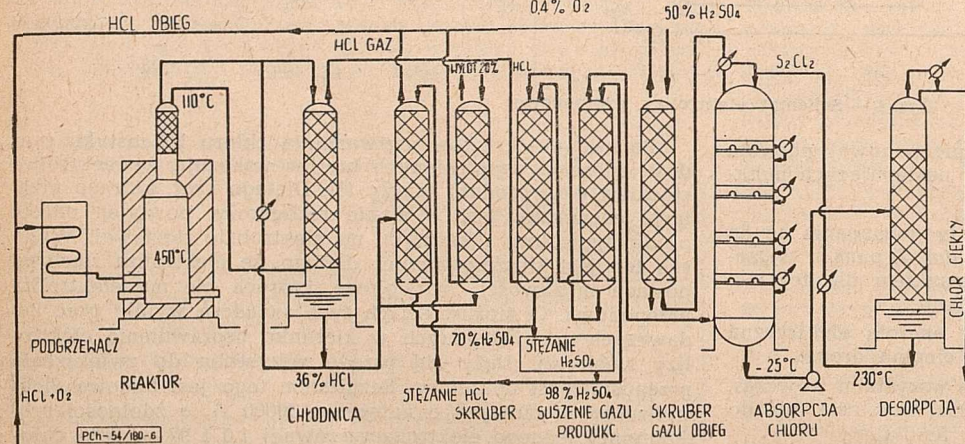 0,4% O2
50% H2SO4
HCL OBIEG
HCL GAZ
S2Cl2
110°C
WYLOT 20% HCL
450°C
CHLOR CIEKŁY
PODGRZEWACZ
REAKTOR
36% HCL
CHŁODNICA
70% H2SO4
STĘŻANIE
H2SO4
-25°C
230°C
HCL+O2
STĘŻANIE HCL
SKRUBER
98% H2SO4
SUSZENIE GAZU
PRODUKC
SKRUBER
GAZU OBIEG
ABSORPCJA
CHLORU
DESORPCJA
PCh-54/180-6